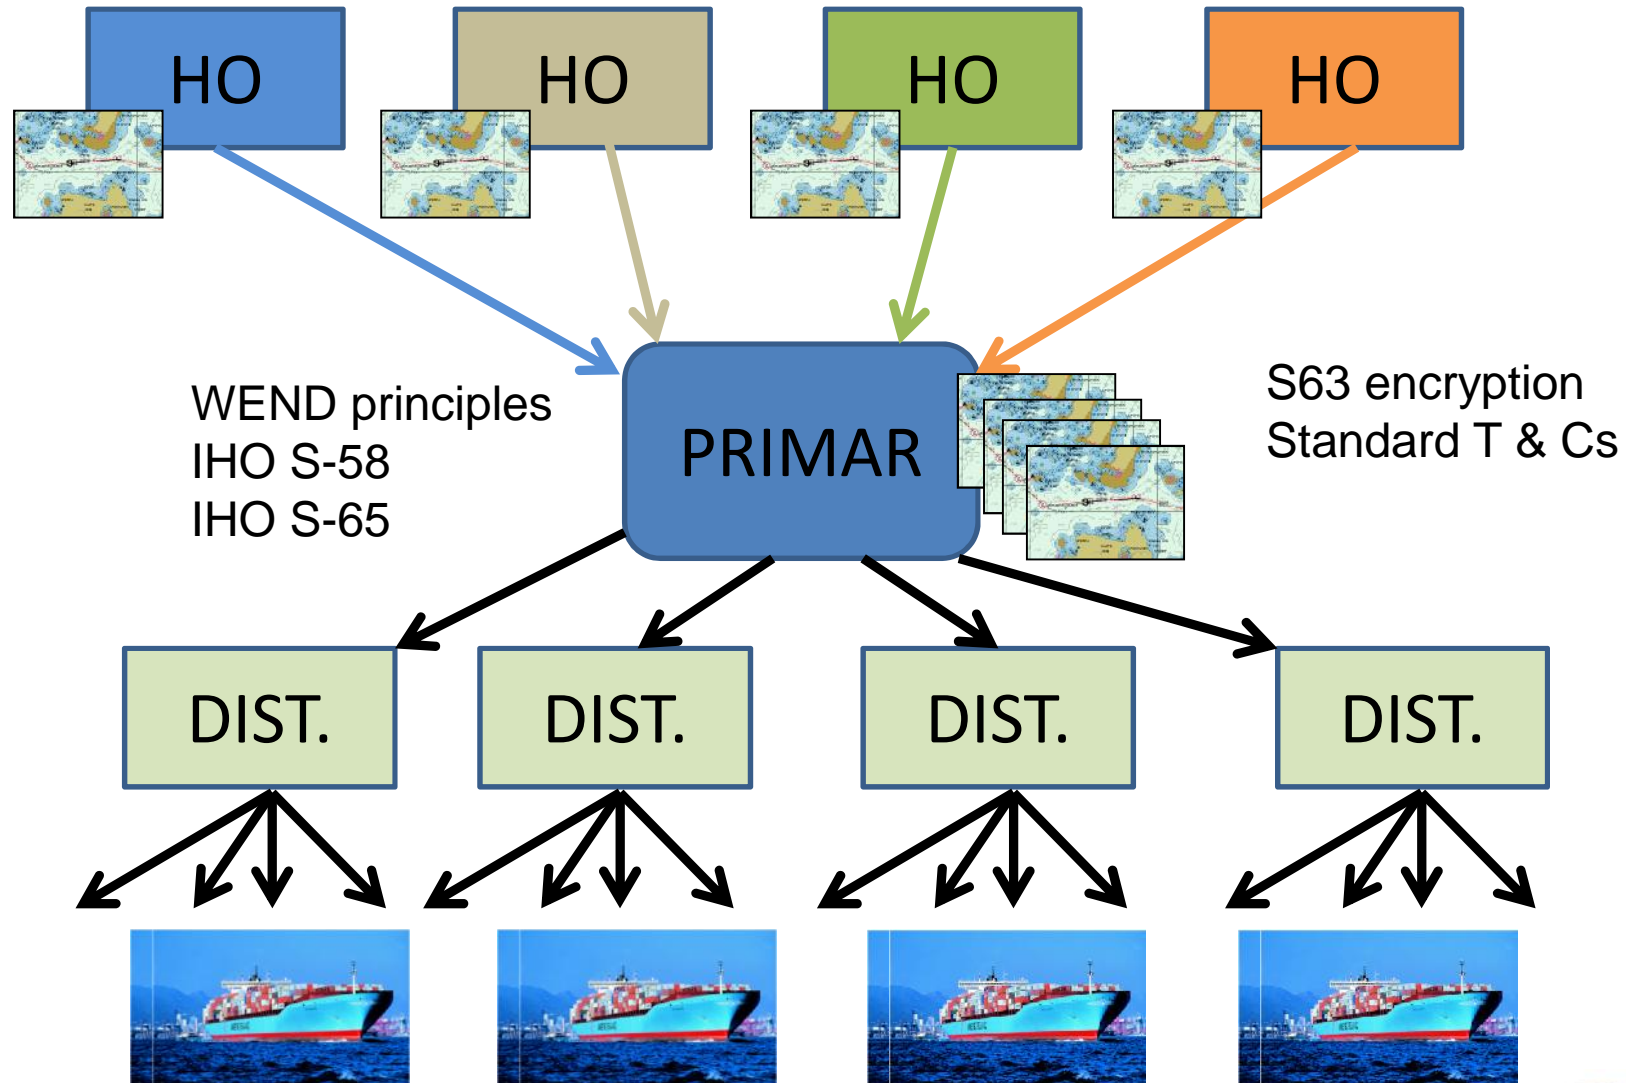 HO
HO
HO
HO
WEND principles
IHO S-58
IHO S-65
PRIMAR
S63 encryption
Standard T & Cs
DIST.
DIST.
DIST.
DIST.